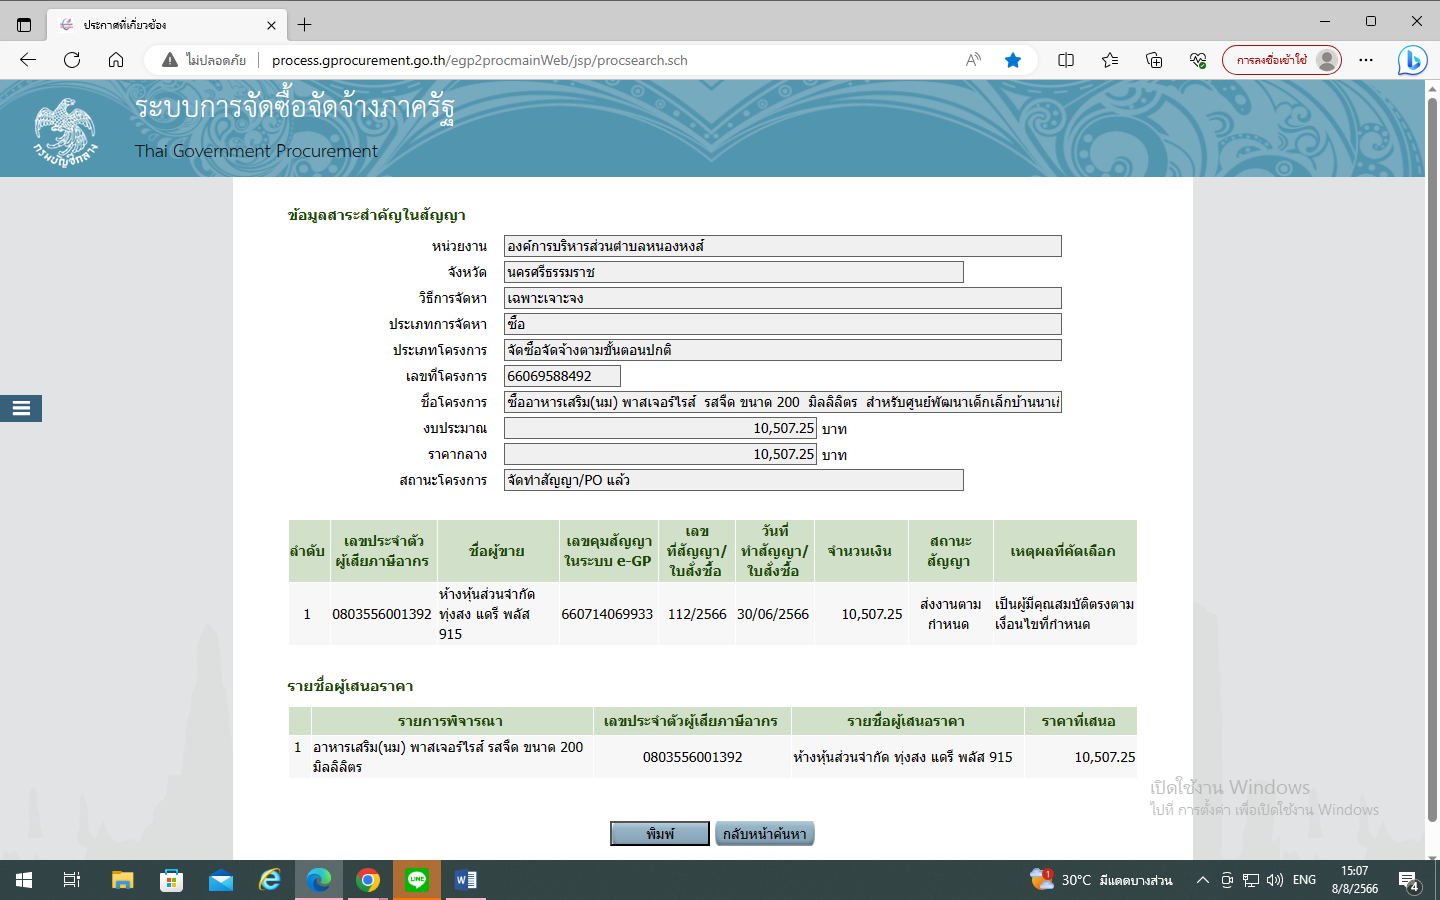 ประกาศที่เกี่ยวข้อง
ไม่ปลอดภัย
process.gprocurement.go.th/egp2procmainWeb/jsp/procsearch.sch
การลงชื่อเข้าใช้
ระบบการจัดซื้อจัดจ้างภาครัฐ
Thai Government Procurement
กรมบัญชีกลาง
ข้อมูลสาระสำคัญในสัญญา
หน่วยงาน องค์การบริหารส่วนตำบลหนองหงส์
จังหวัด นครศรีธรรมราช
วิธีการจัดหา เฉพาะเจาะจง
ประเภทการจัดหา ซื้อ
ประเภทโครงการ จัดซื้อจัดจ้างตามขั้นตอนปกติ
เลขที่โครงการ 66069588492
ชื่อโครงการ ซื้ออาหารเสริม(นม) พาสเจอร์ไรส์ รสจืด ขนาด 200 มิลลิลิตร สำหรับศูนย์พัฒนาเด็กเล็กบ้านนาเ
งบประมาณ 10,507.25 บาท
ราคากลาง 10,507.25 บาท
สถานะโครงการ จัดทำสัญญา/PO แล้ว
ลำดับ เลขประจำตัวผู้เสียภาษีอากร ชื่อผู้ขาย เลขคุมสัญญาในระบบ e-GP เลขที่สัญญา/ใบสั่งซื้อ วันที่ทำสัญญา/ใบสั่งซื้อ จำนวนเงิน สถานะสัญญา เหตุผลที่คัดเลือก
1 0803556001392 ห้างหุ้นส่วนจำกัด ทุ่งสง แดรี่ พลัส 915 660714069933 112/2566 30/06/2566 10,507.25 ส่งงานตามกำหนด เป็นผู้มีคุณสมบัติตรงตามเงื่อนไขที่กำหนด
รายชื่อผู้เสนอราคา
รายการพิจารณา เลขประจำตัวผู้เสียภาษีอากร รายชื่อผู้เสนอราคา ราคาที่เสนอ
1 อาหารเสริม(นม) พาสเจอร์ไรส์ รสจืด ขนาด 200 มิลลิลิตร 0803556001392 ห้างหุ้นส่วนจำกัด ทุ่งสง แดรี่ พลัส 915 10,507.25
เปิดใช้งาน Windows
ไปที่ การตั้งค่า เพื่อเปิดใช้งาน Windows
พิมพ์ กลับหน้าค้นหา
30°C มีแดดบางส่วน
ENG
15:07
8/8/2566
4